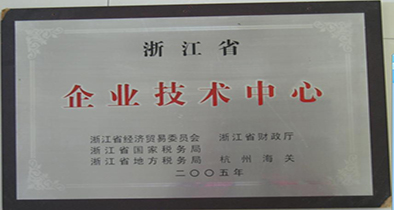 浙江省
企业技术中心
浙江省经济贸易委员会 浙江省财政厅
浙江省国家税务局
浙江省地方税务局 杭州海关
二〇〇五年